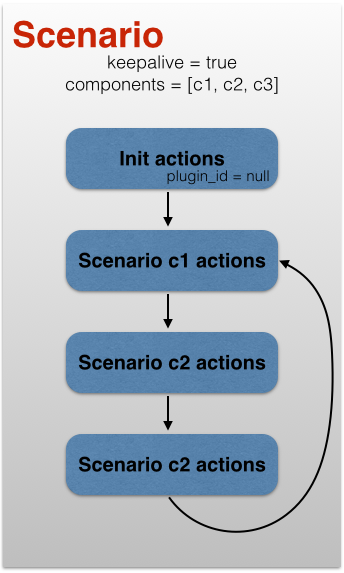 Scenario
keepalive = true
components = [c1, c2, c3]
Init actions
plugin_id = null
Scenario c1 actions
Scenario c2 actions
Scenario c2 actions